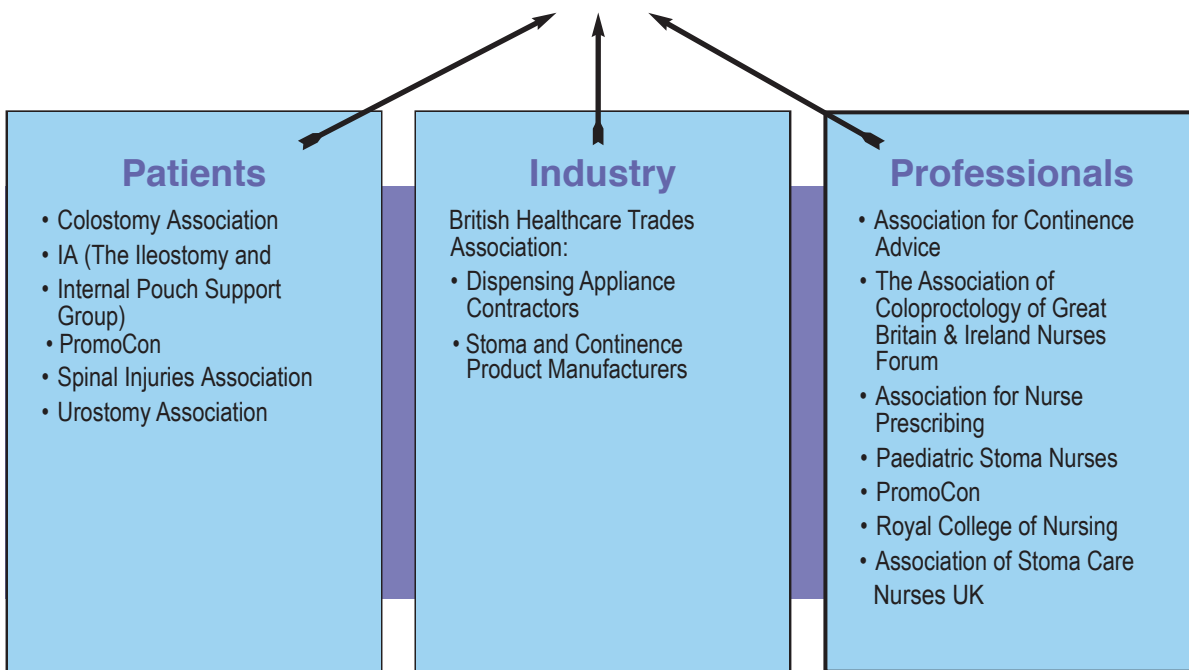 Patients
• Colostomy Association
• IA (The Ileostomy and
• Internal Pouch Support
Group)
• PromoCon
• Spinal Injuries Association
• Urostomy Association
Industry
British Healthcare Trades
Association:
• Dispensing Appliance
Contractors
• Stoma and Continence
Product Manufacturers
Professionals
• Association for Continence
Advice
• The Association of
Coloproctology of Great
Britain & Ireland Nurses
Forum
• Association for Nurse
Prescribing
• Paediatric Stoma Nurses
• PromoCon
• Royal College of Nursing
• Association of Stoma Care
Nurses UK